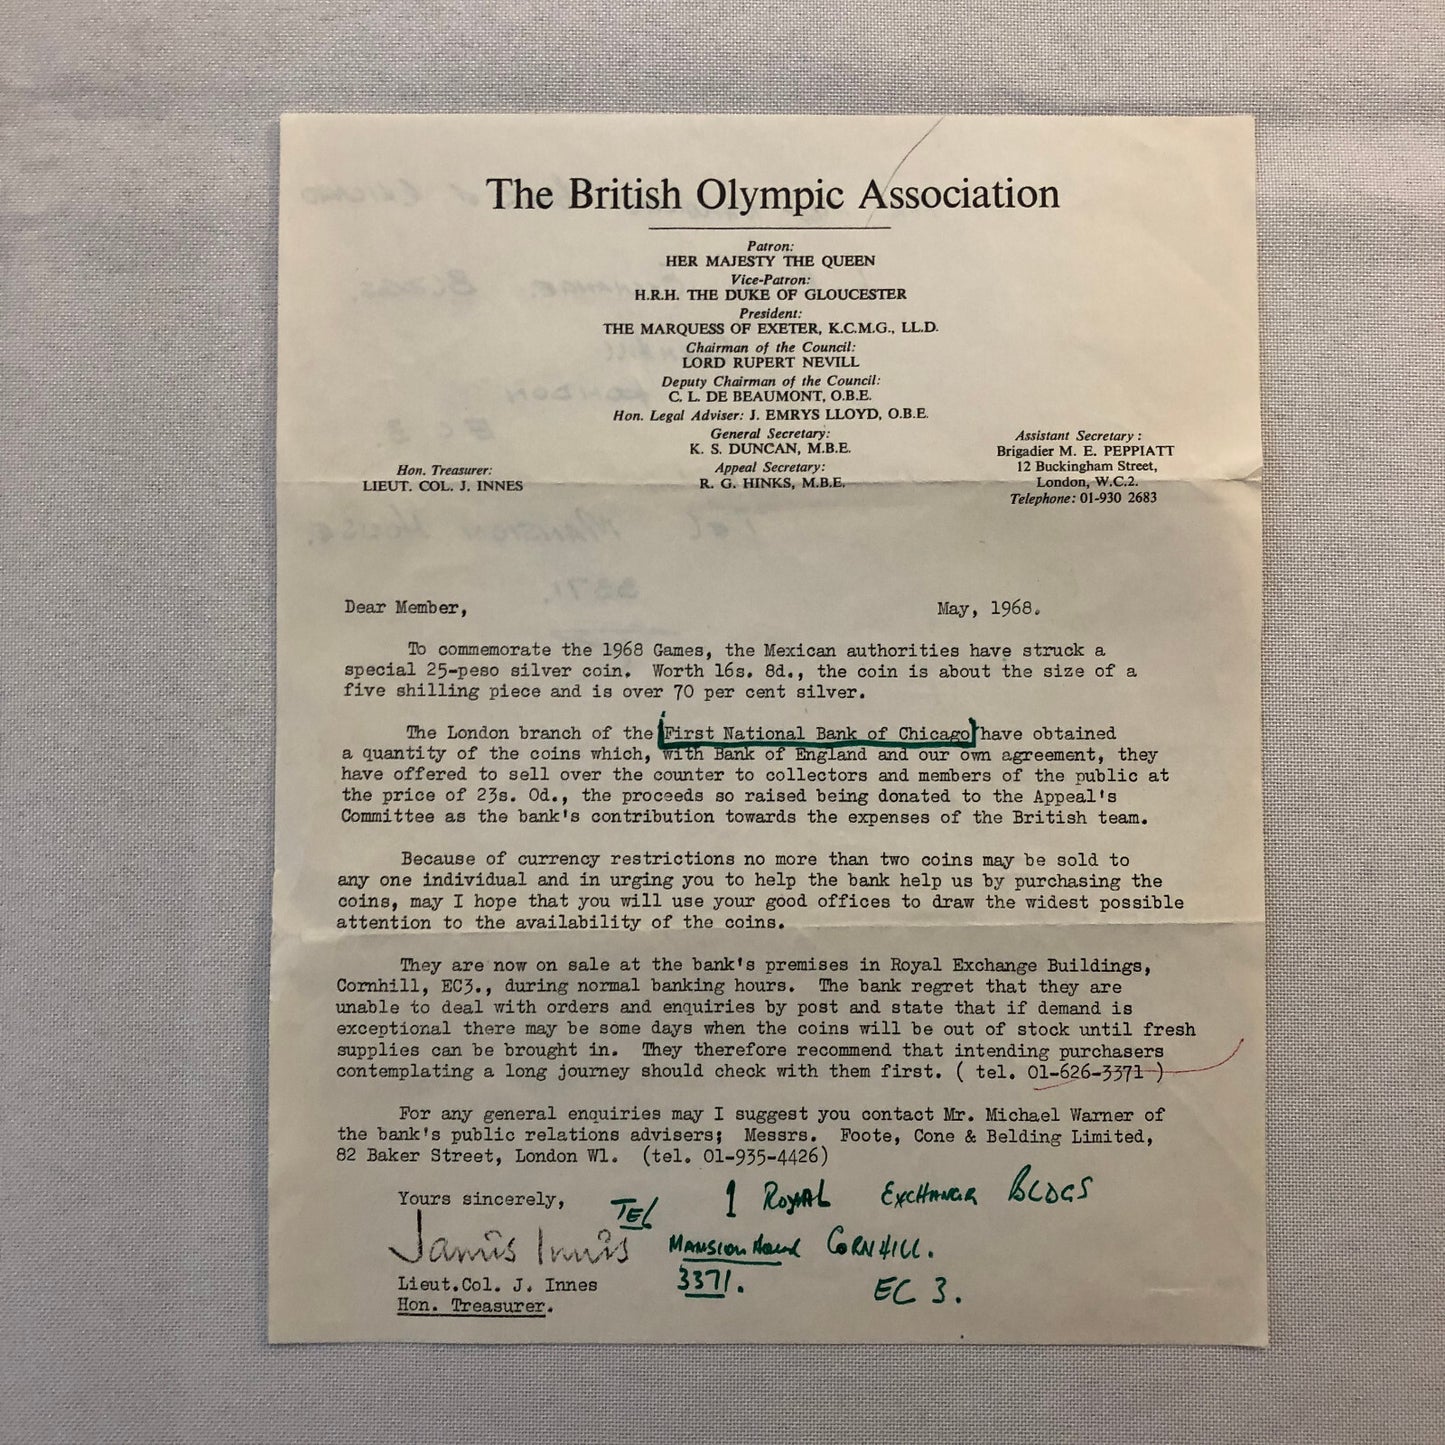 The British Olympic Association
Patron:
HER MAJESTY THE QUEEN
Vice-Patron:
H.R.H. THE DUKE OF GLOUCESTER
President:
THE MARQUESS OF EXETER, K.C.M.G., LL.D.
Chairman of the Council:
LORD RUPERT NEVILL
Deputy Chairman of the Council:
C. L. DE BEAUMONT, O.B.E.
Hon. Legal Adviser: J. EMRYS LLOYD, O.B.E.
General Secretary:
K. S. DUNCAN, M.B.E.
Appeal Secretary:
R. G. HINKS, M.B.E.
Hon. Treasurer:
LIEUT. COL. J. INNES
Assistant Secretary :
Brigadier M. E. PEPPIATT
12 Buckingham Street,
London, W.C.2.
Telephone: 01-930 2683
Dear Member, May, 1968.
To commemorate the 1968 Games, the Mexican authorities have struck a
special 25-peso silver coin. Worth 16s. 8d., the coin is about the size of a
five shilling piece and is over 70 per cent silver.
The London branch of the First National Bank of Chicago have obtained
a quantity of the coins which, with Bank of England and our own agreement, they
have offered to sell over the counter to collectors and members of the public at
the price of 23s. Od., the proceeds so raised being donated to the Appeal's
Committee as the bank's contribution towards the expenses of the British team.
Because of currency restrictions no more than two coins may be sold to
any one individual and in urging you to help the bank help us by purchasing the
coins, may I hope that you will use your good offices to draw the widest possible
attention to the availability of the coins.
They are now on sale at the bank's premises in Royal Exchange Buildings,
Cornhill, EC3., during normal banking hours. The bank regret that they are
unable to deal with orders and enquiries by post and state that if demand is
exceptional there may be some days when the coins will be out of stock until fresh
supplies can be brought in. They therefore recommend that intending purchasers
contemplating a long journey should check with them first. ( tel. 01-626-3371 )
For any general enquiries may I suggest you contact Mr. Michael Warner of
the bank's public relations advisers; Messrs. Foote, Cone & Belding Limited,
82 Baker Street, London W1. (tel. 01-935-4426)
Yours sincerely,
James Innes
Lieut.Col. J. Innes
Hon. Treasurer.
TEL
MANSION HOUSE
3371.
1 ROYAL EXCHANGE BLDGS
CORNHILL.
EC 3.